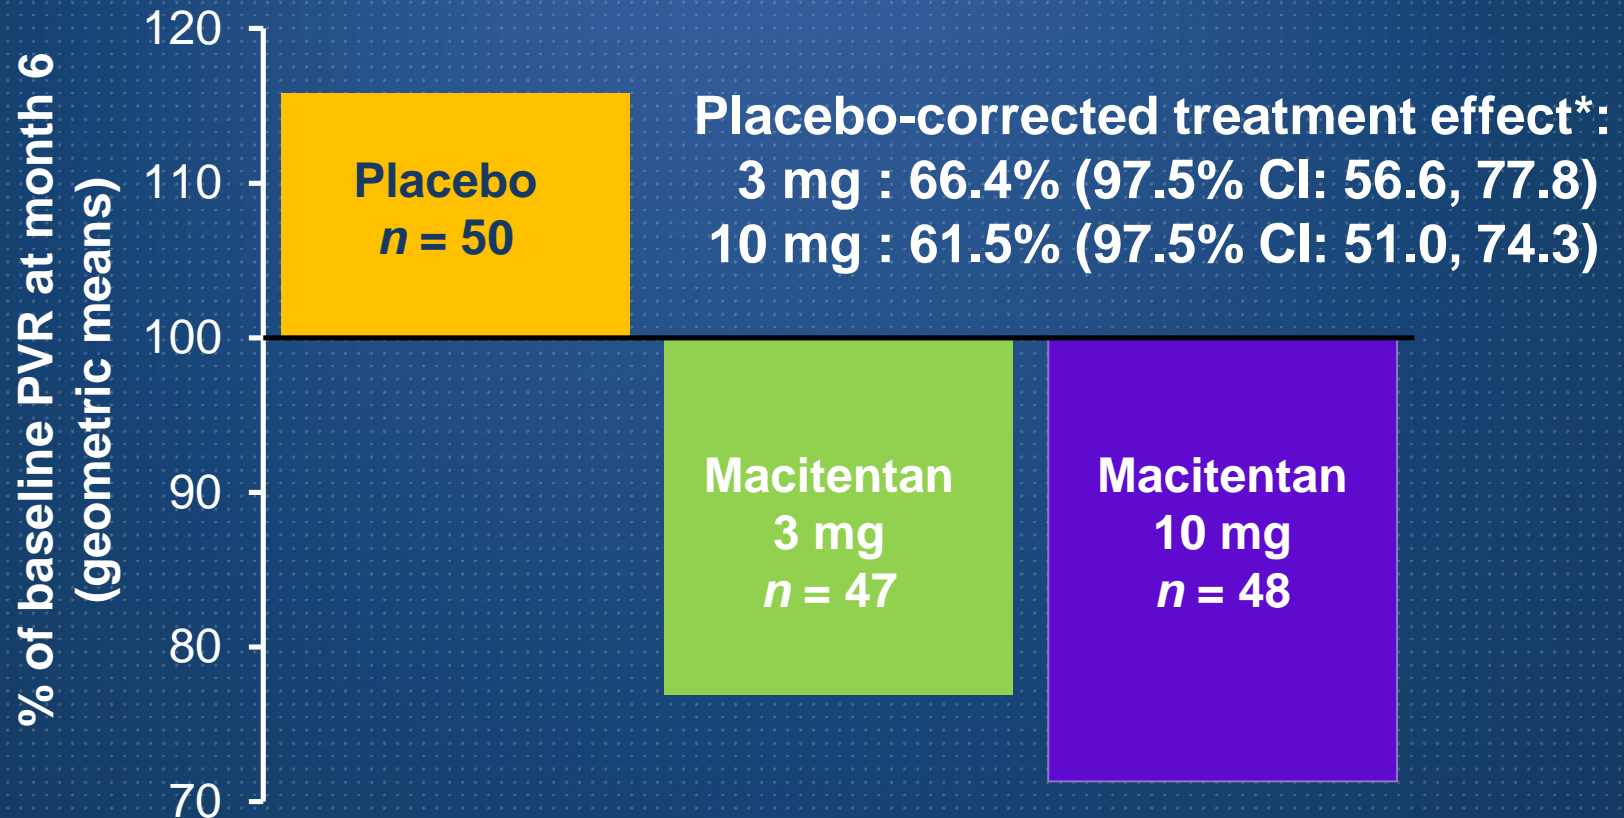 % of baseline PVR at month 6
(geometric means)
120
110
100
90
80
70
Placebo
n = 50
Placebo-corrected treatment effect*:
3 mg : 66.4% (97.5% CI: 56.6, 77.8)
10 mg : 61.5% (97.5% CI: 51.0, 74.3)
Macitentan
3 mg
n = 47
Macitentan
10 mg
n = 48